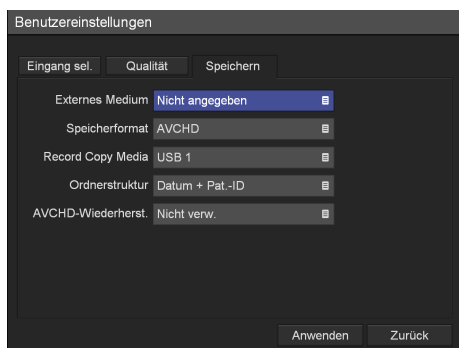 Benutzereinstellungen
Eingang sel. Qualität Speichern
Externes Medium Nicht angegeben
Speicherformat AVCHD
Record Copy Media USB 1
Ordnerstruktur Datum + Pat.-ID
AVCHD-Wiederherst. Nicht verw.
Anwenden Zurück